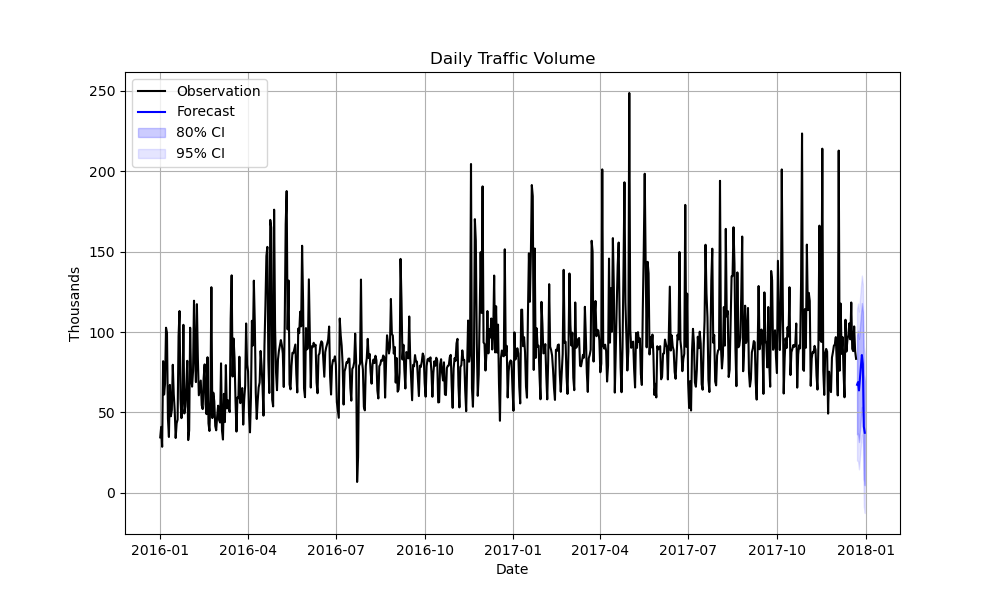 Daily Traffic Volume
Observation
Forecast
80% CI
95% CI
Thousands
250
200
150
100
50
0
2016-01 2016-04 2016-07 2016-10 2017-01 2017-04 2017-07 2017-10 2018-01
Date